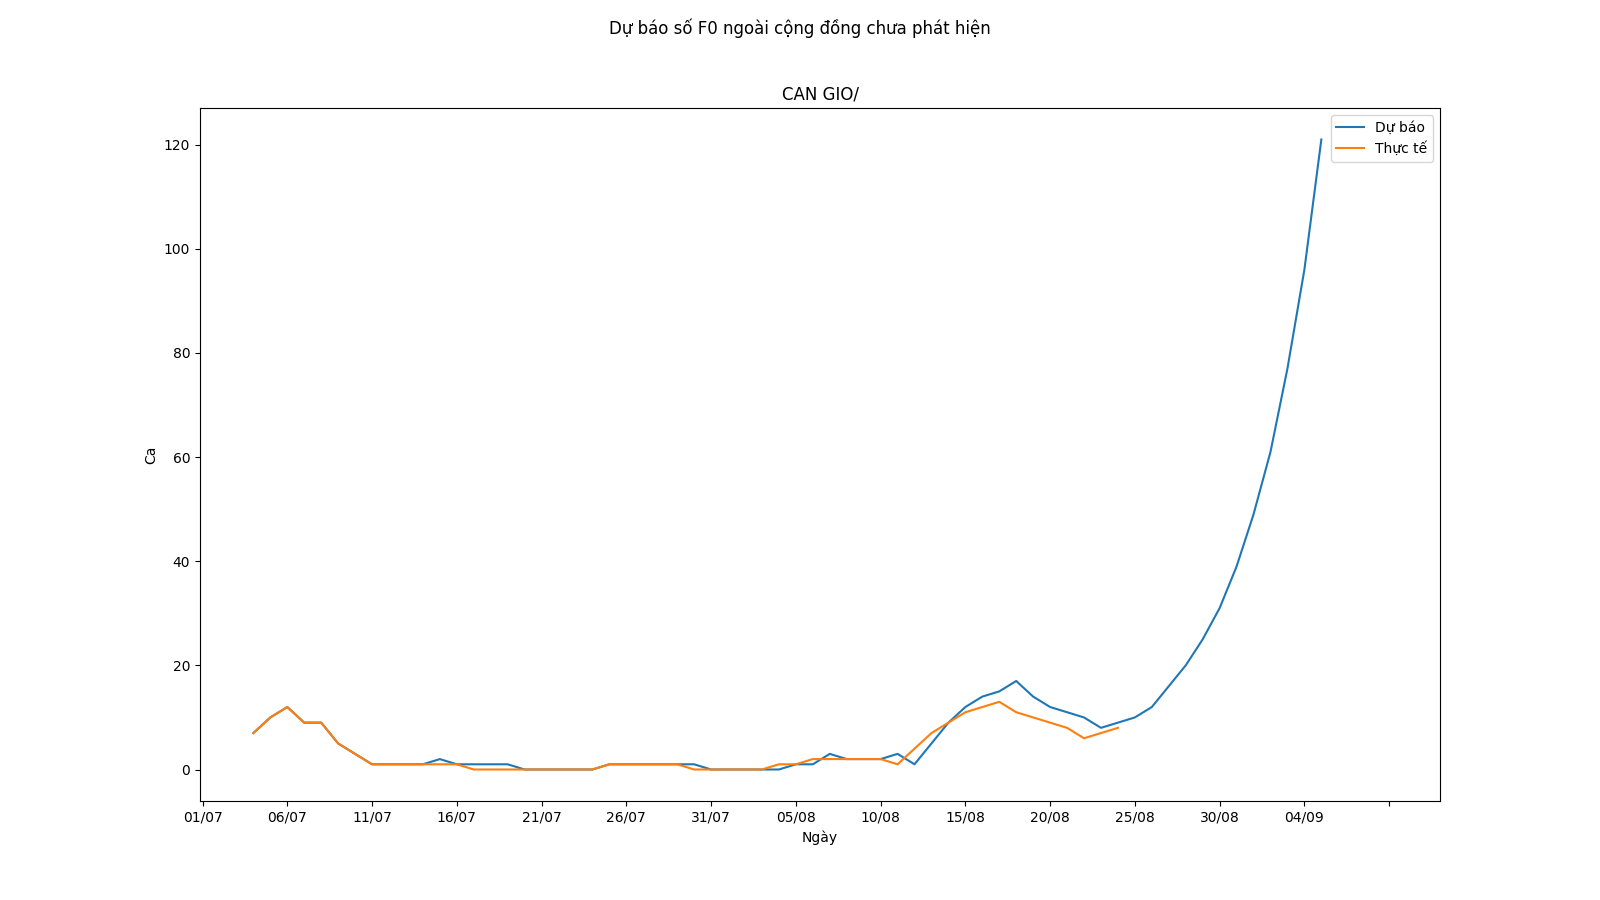 Dự báo số F0 ngoài cộng đồng chưa phát hiện
CAN GIO/
Dự báo
Thực tế
120
100
80
60
40
20
0
Ca
01/07 06/07 11/07 16/07 21/07 26/07 31/07 05/08 10/08 15/08 20/08 25/08 30/08 04/09
Ngày